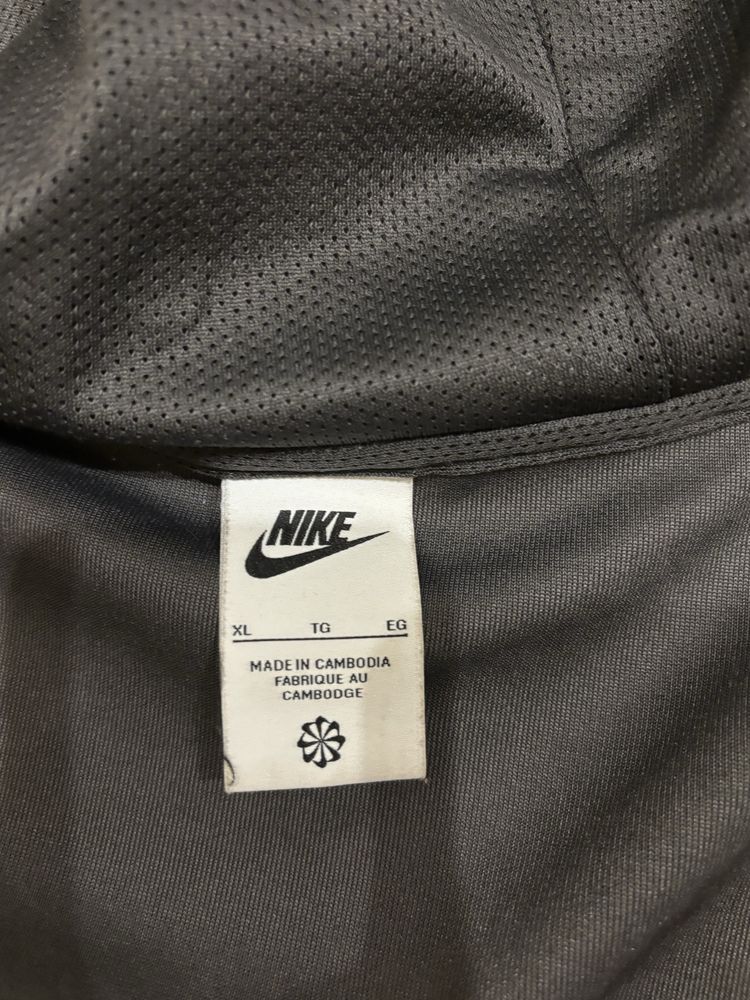 NIKE
XL TG EG
MADE IN CAMBODIA
FABRIQUE AU
CAMBODGE